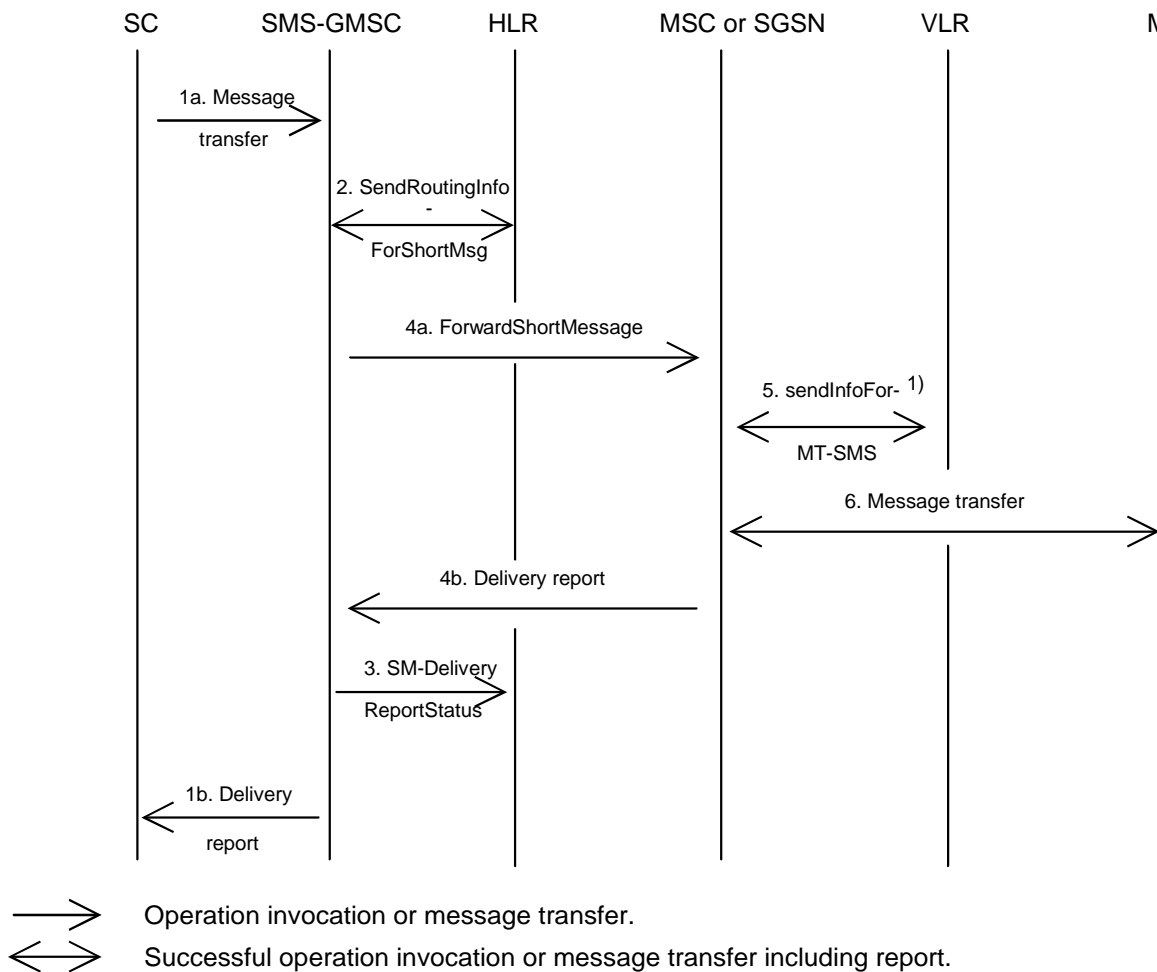 SC SMS-GMSC HLR MSC or SGSN VLR M
1a. Message
transfer
2. SendRoutingInfo
-
ForShortMsg
4a. ForwardShortMessage
5. sendInfoFor- 1)
MT-SMS
6. Message transfer
4b. Delivery report
3. SM-Delivery
ReportStatus
1b. Delivery
report
Operation invocation or message transfer.
Successful operation invocation or message transfer including report.